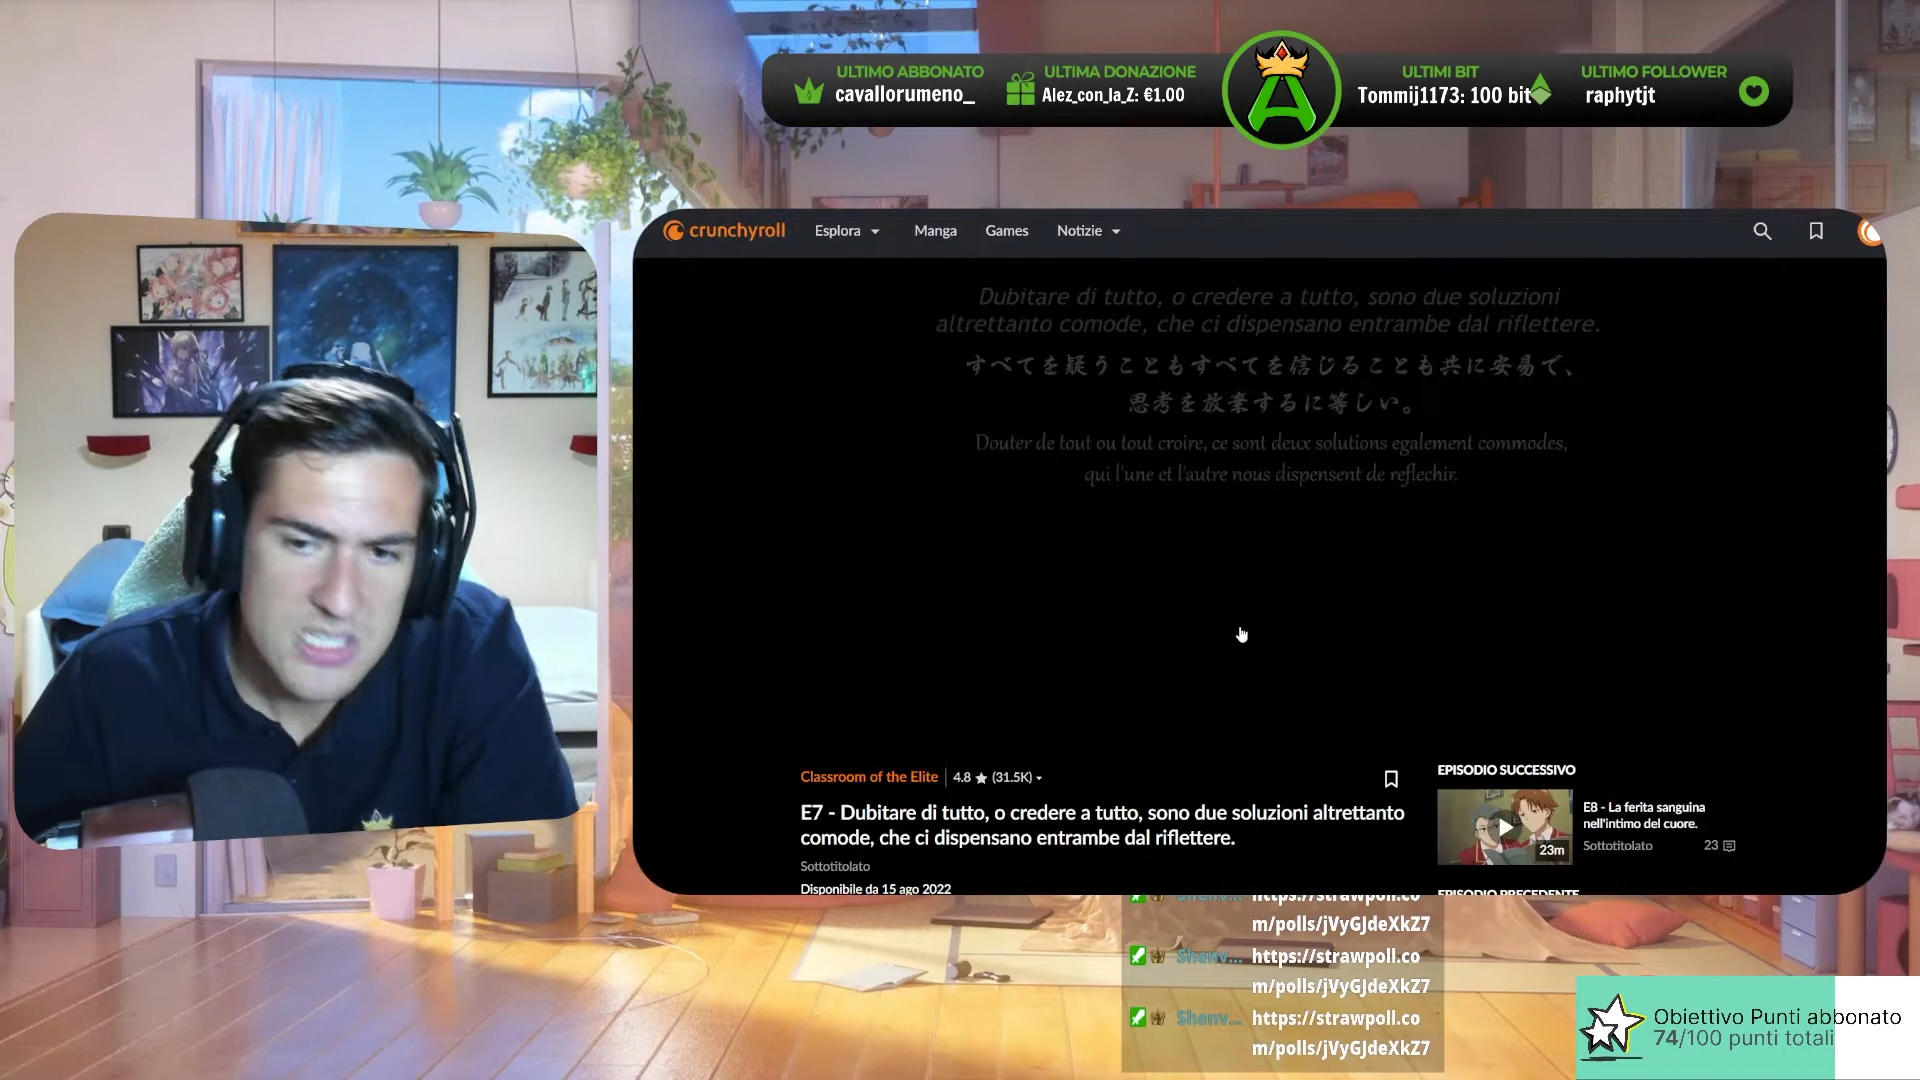 ULTIMO ABBONATO
cavallorumeno_
ULTIMA DONAZIONE
Alez_con_la_Z: €1.00
A
ULTIMI BIT
Tommij1173: 100 bit
ULTIMO FOLLOWER
raphytjt
crunchyroll
Esplora
Manga
Games
Notizie
Dubitare di tutto, o credere a tutto, sono due soluzioni
altrettanto comode, che ci dispensano entrambe dal riflettere.
すべてを疑うこともすべてを信じることも共に安易で、
思考を放棄するに等しい。
Douter de tout ou tout croire, ce sont deux solutions egalement commodes,
qui l'une et l'autre nous dispensent de reflechir.
Classroom of the Elite
4.8 ★ (31.5K)
E7 - Dubitare di tutto, o credere a tutto, sono due soluzioni altrettanto
comode, che ci dispensano entrambe dal riflettere.
Sottotitolato
Disponibile da 15 ago 2022
EPISODIO SUCCESSIVO
23m
E8 - La ferita sanguina
nell'intimo del cuore.
Sottotitolato
23
EPISODIO PRECEDENTE
https://strawpoll.co
m/polls/jVyGJdeXkZ7
Shenv... https://strawpoll.co
m/polls/jVyGJdeXkZ7
Shenv... https://strawpoll.co
m/polls/jVyGJdeXkZ7
Obiettivo Punti abbonato
74/100 punti totali